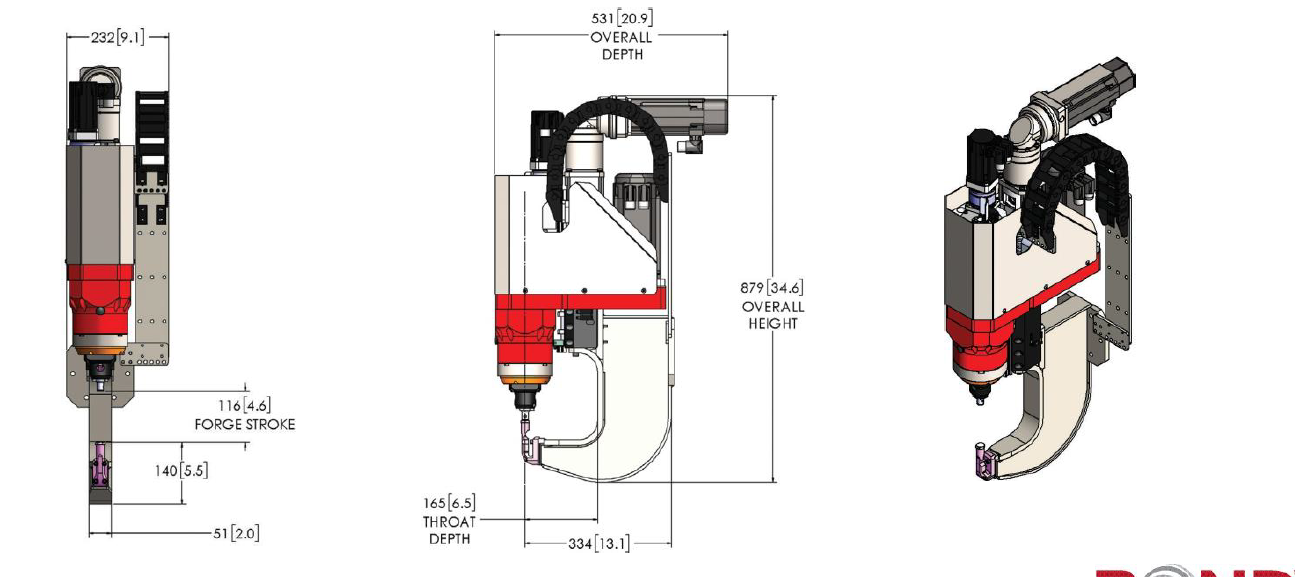 232[9.1]
116[4.6]
FORGE STROKE
140[5.5]
51[2.0]
531[20.9]
OVERALL
DEPTH
879[34.6]
OVERALL
HEIGHT
165[6.5]
THROAT
DEPTH
334[13.1]